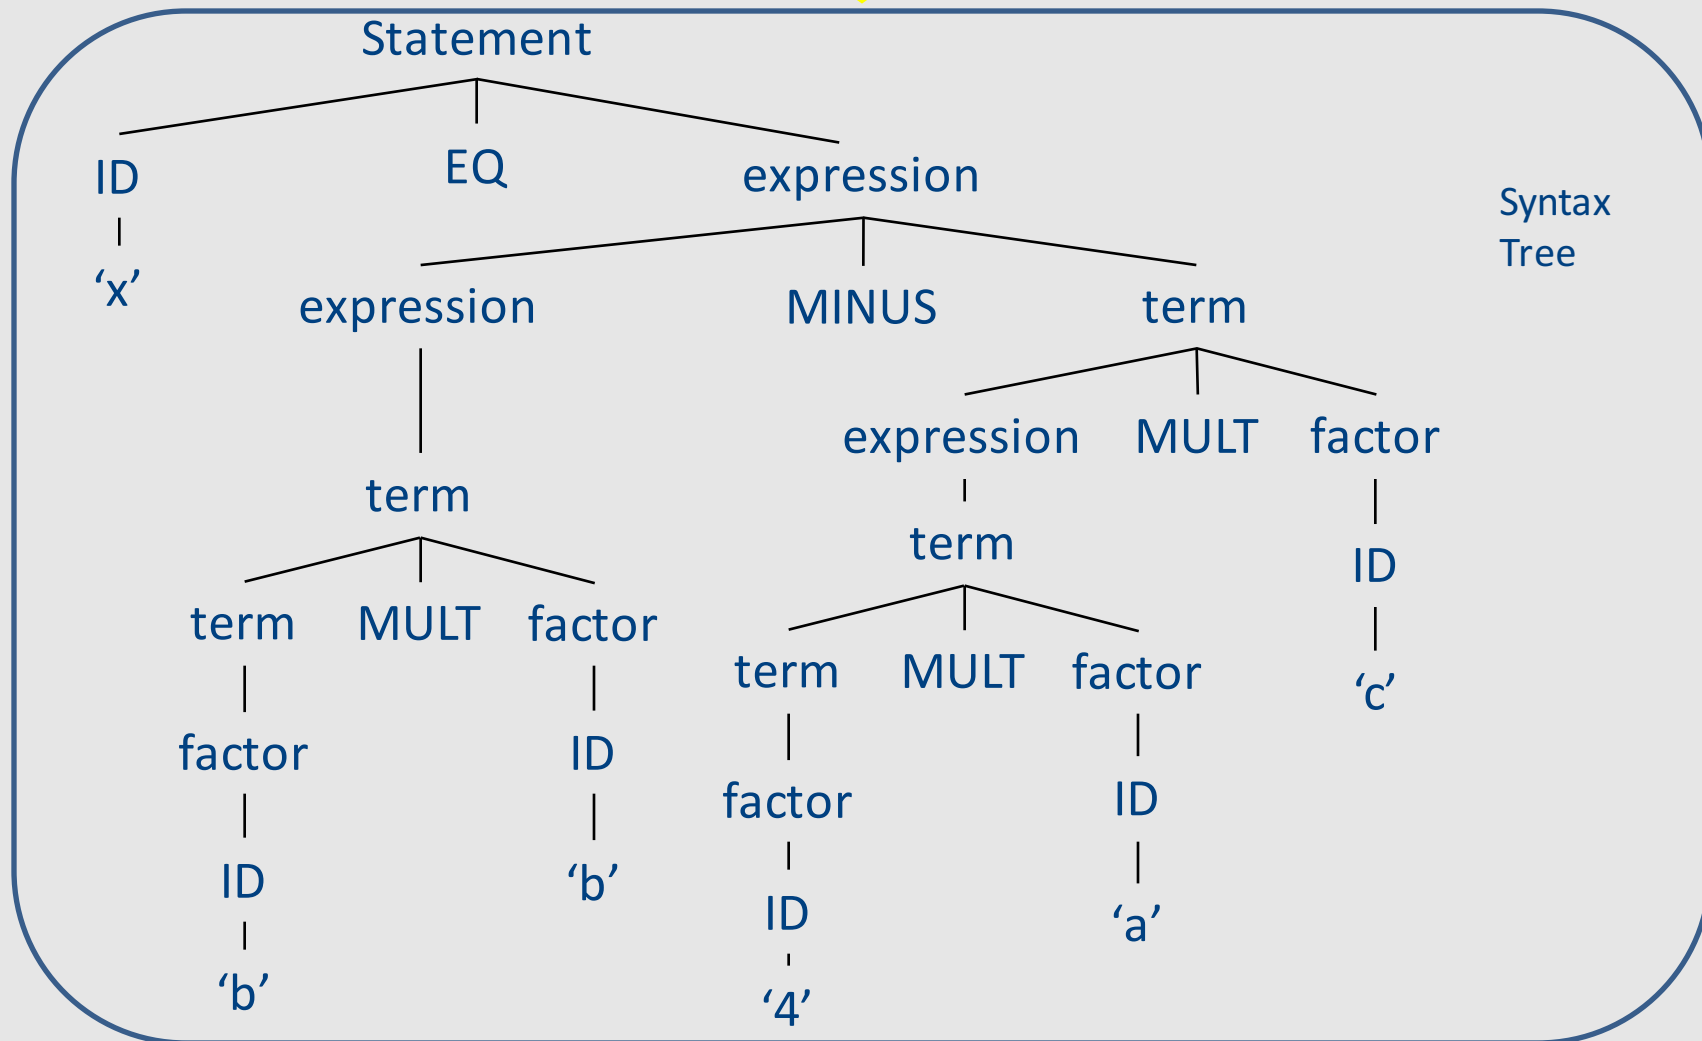 Statement
ID EQ expression
Syntax
Tree
‘x’
expression MINUS term
expression MULT factor
term
term
ID
term MULT factor
term MULT factor
‘c’
factor ID
factor ID
ID ‘b’
ID ‘a’
‘b’
‘4’